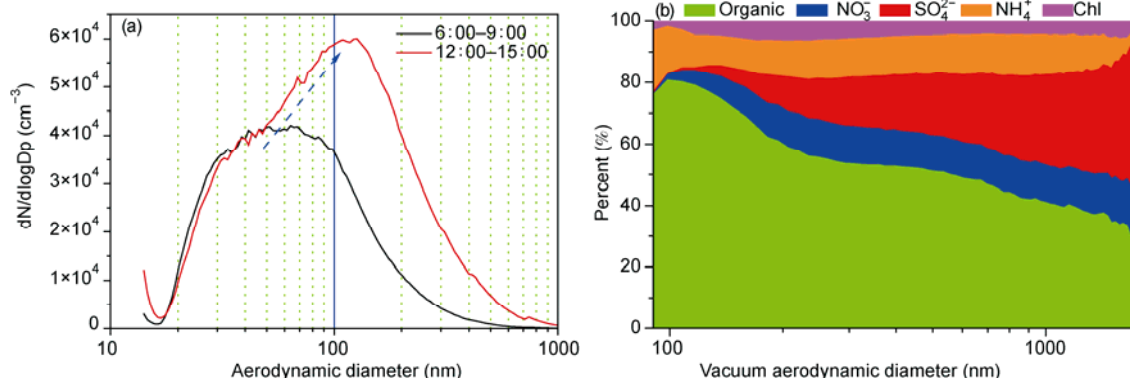 (a)
6:00–9:00
12:00–15:00
6×10⁴
5×10⁴
4×10⁴
3×10⁴
2×10⁴
1×10⁴
0
dN/dlogDp (cm⁻³)
10 100 1000
Aerodynamic diameter (nm)
(b) Organic NO₃⁻ SO₄²⁻ NH₄⁺ Chl
100
80
60
40
20
0
Percent (%)
100 1000
Vacuum aerodynamic diameter (nm)